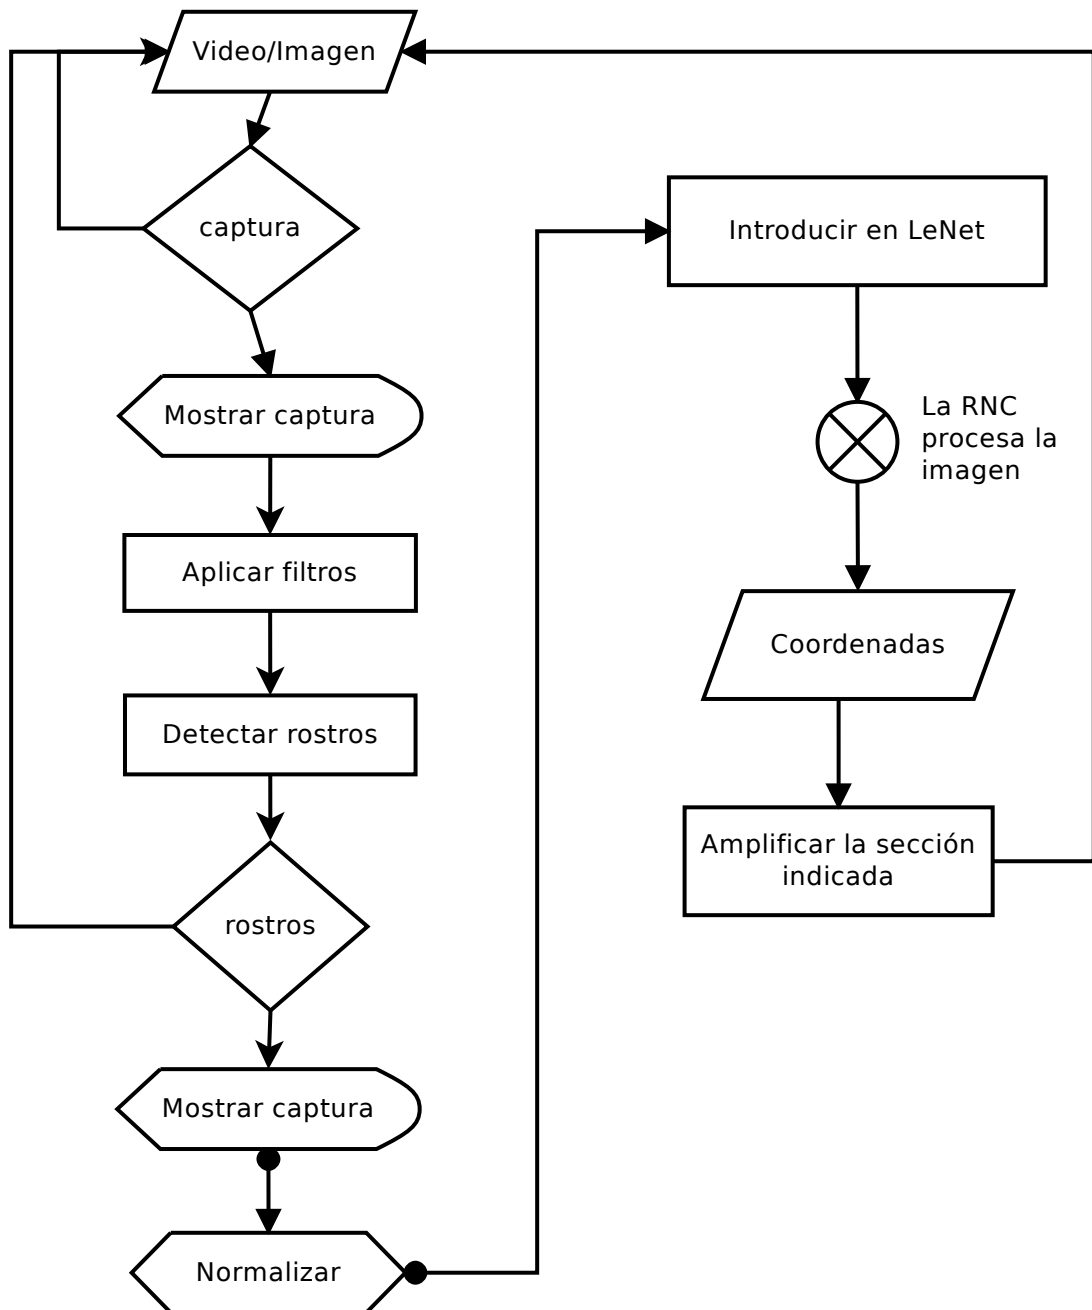 Video/Imagen
captura
Mostrar captura
Aplicar filtros
Detectar rostros
rostros
Mostrar captura
Normalizar
Introducir en LeNet
La RNC
procesa la
imagen
Coordenadas
Amplificar la sección
indicada